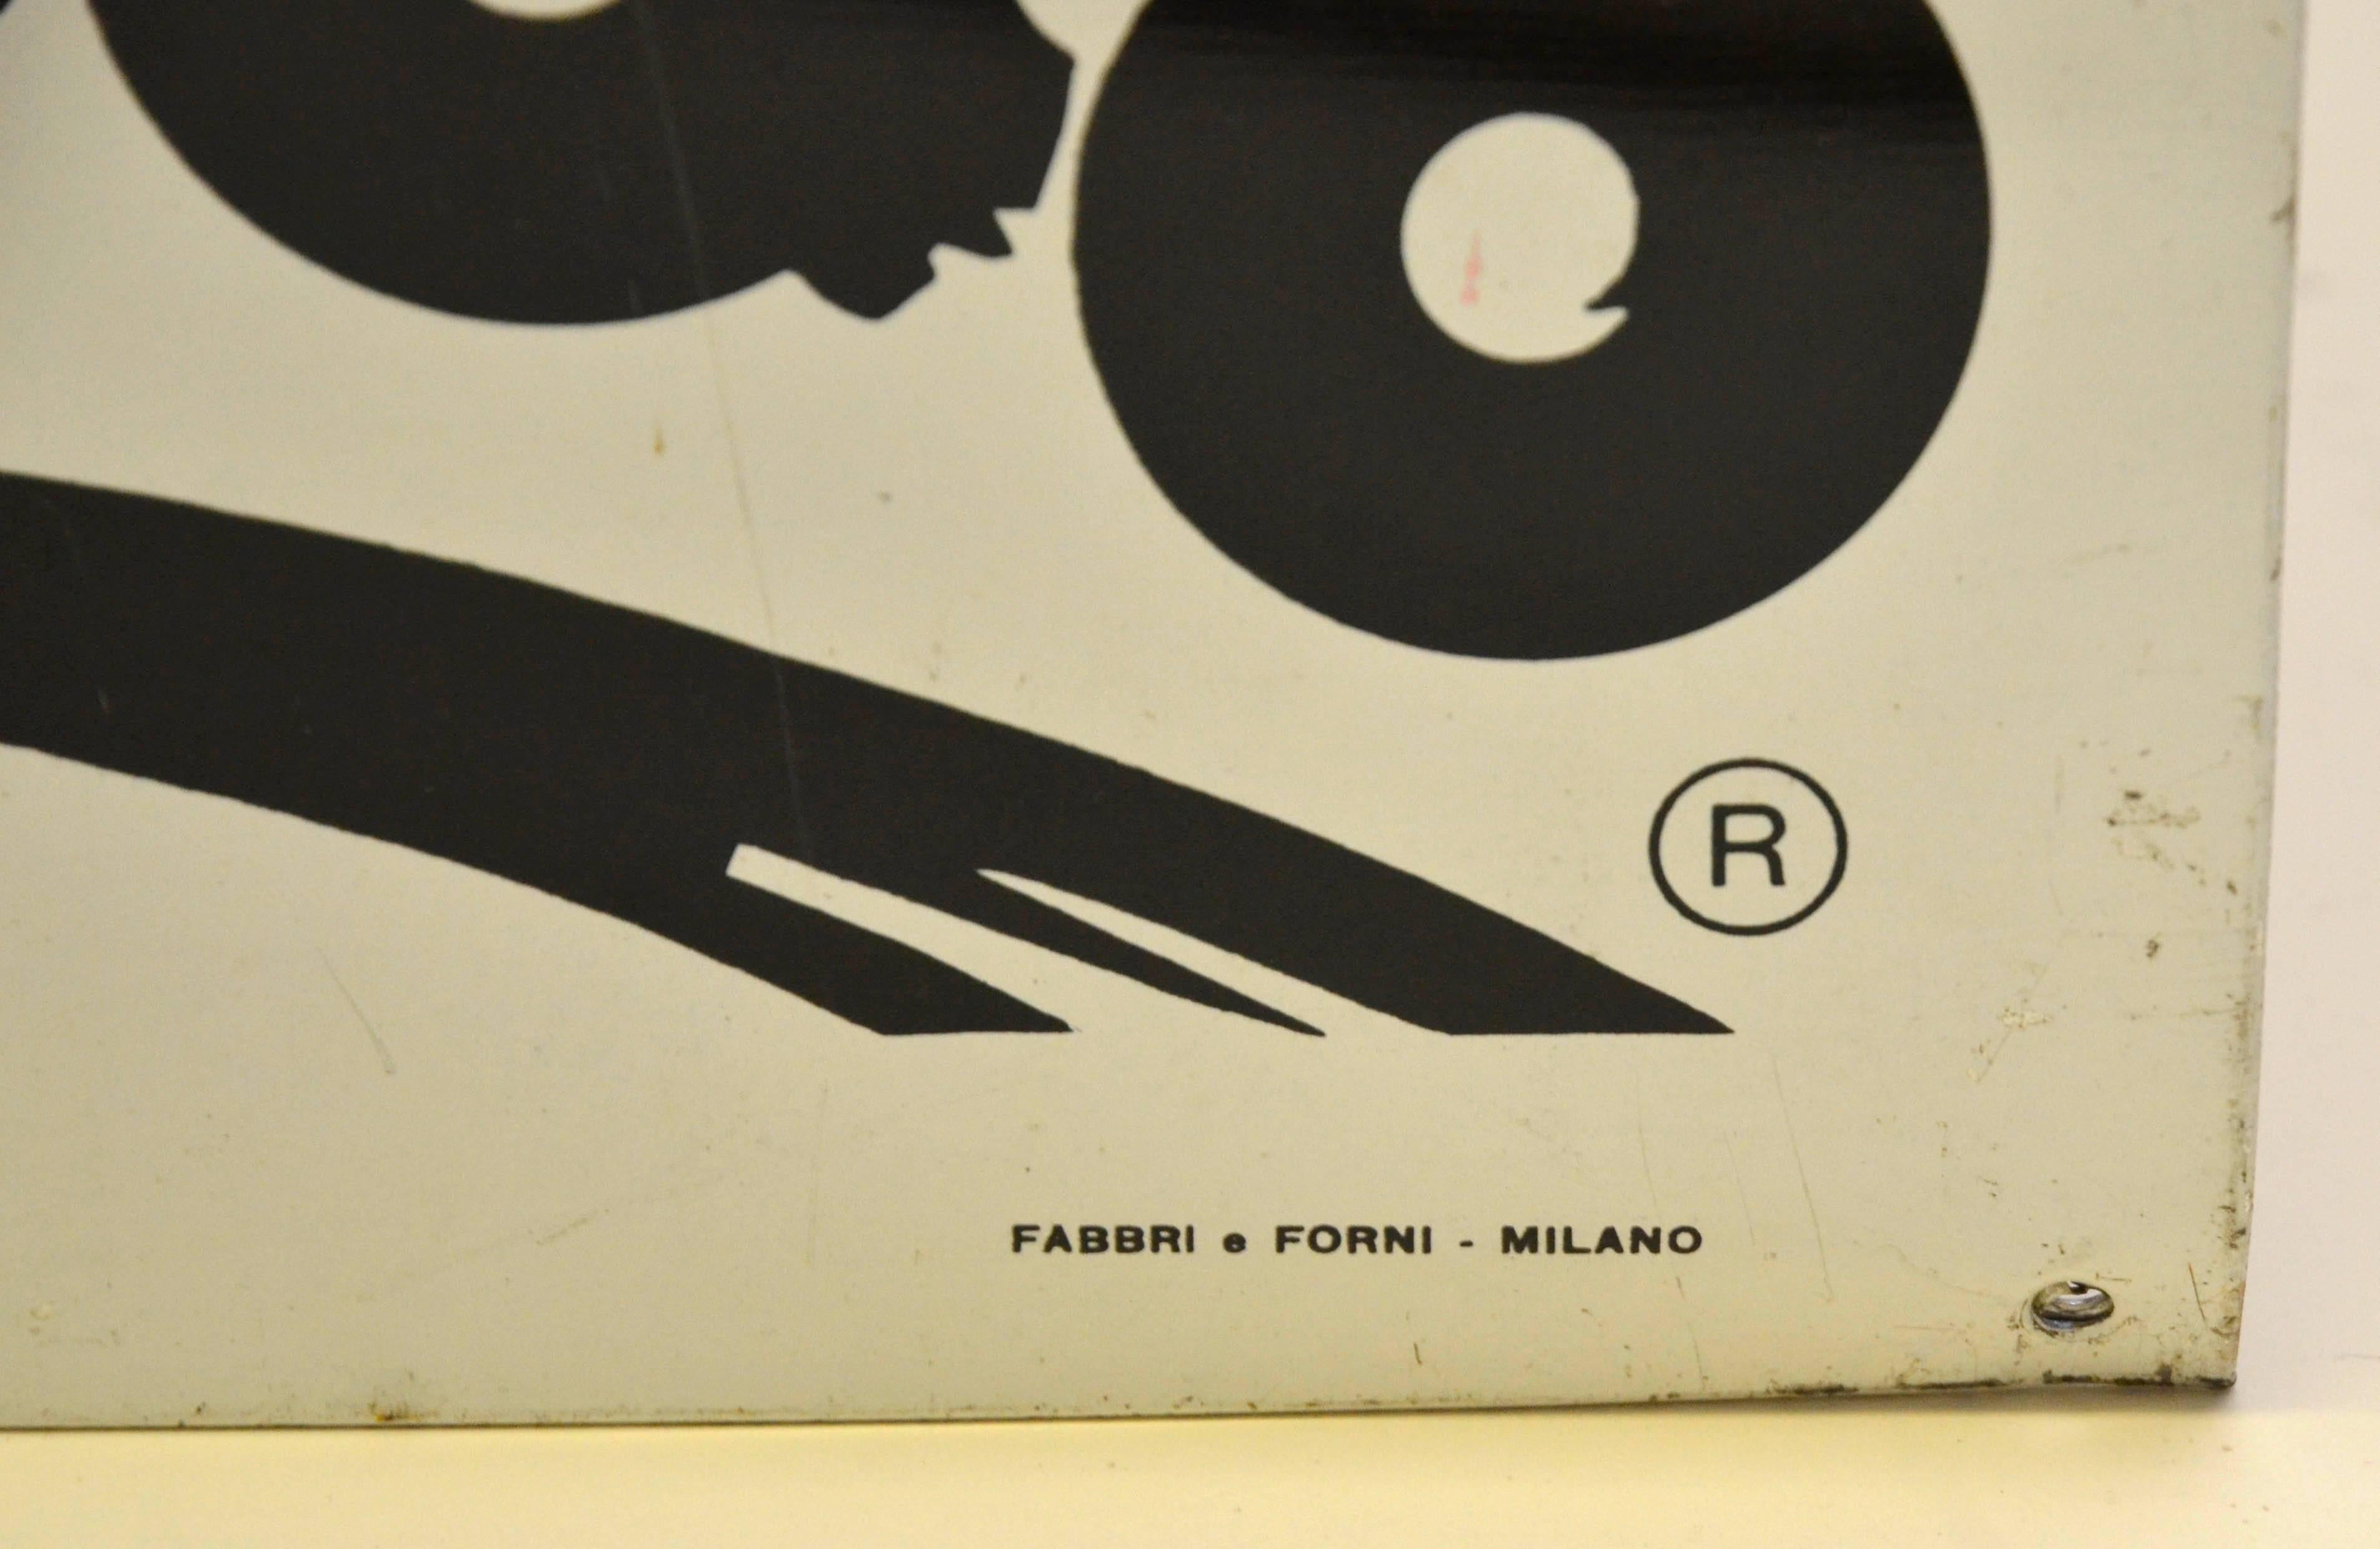 ®
FABBRI e FORNI - MILANO